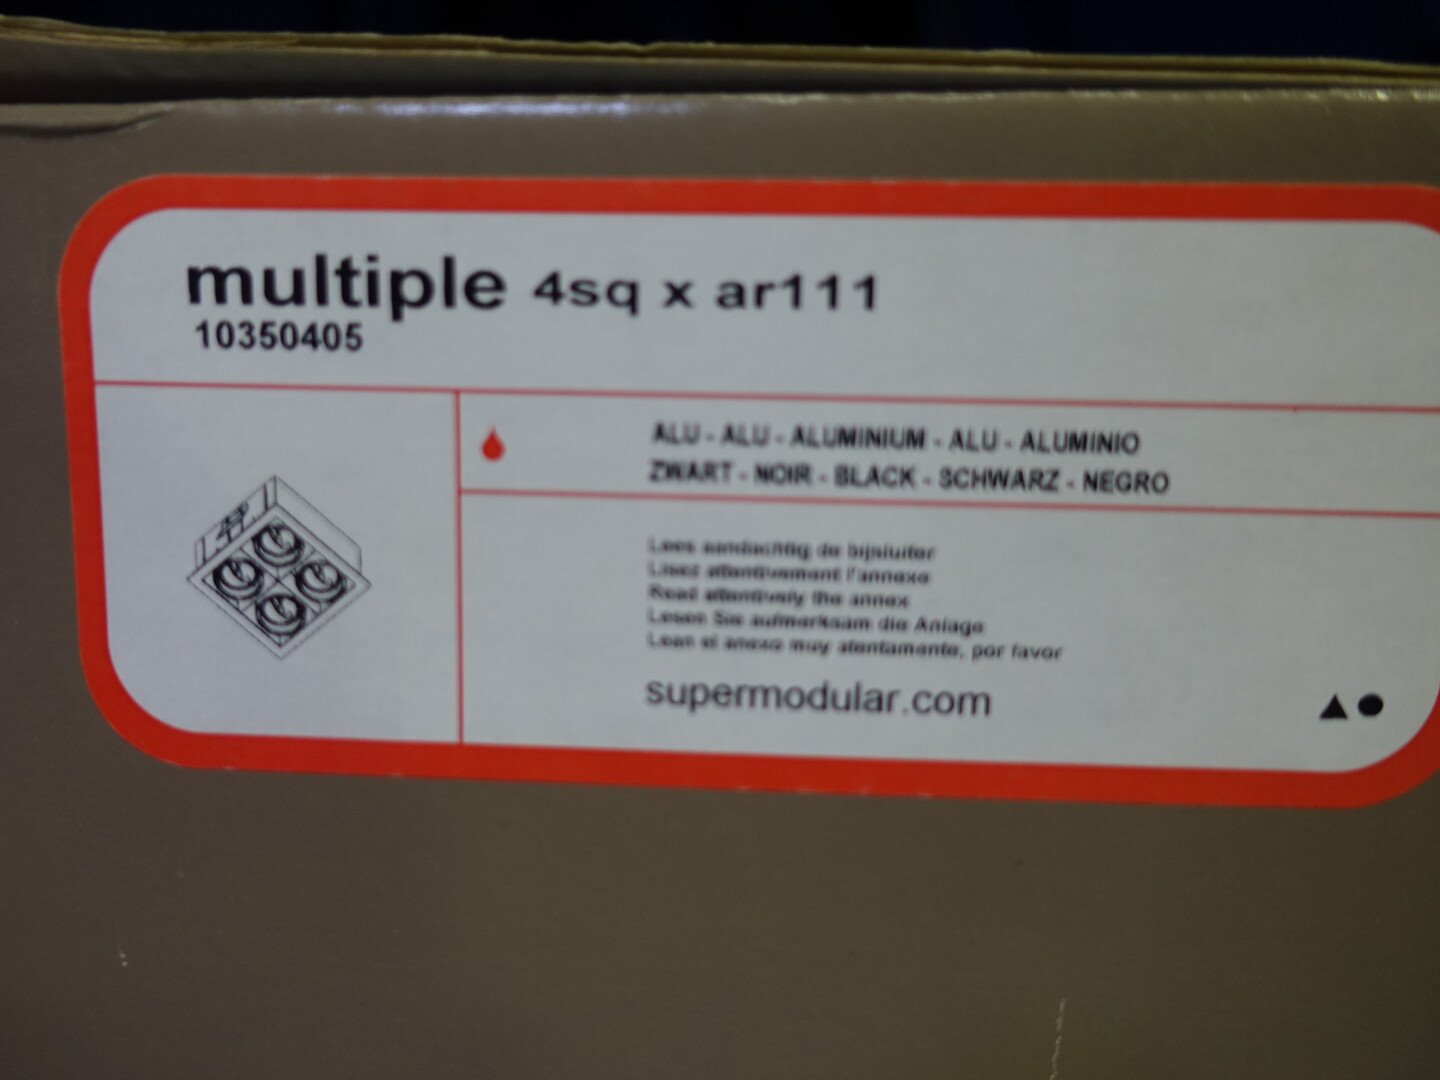 multiple 4sq x ar111
10350405
ALU - ALU - ALUMINIUM - ALU - ALUMINIO
ZWART - NOIR - BLACK - SCHWARZ - NEGRO
Lees aandachtig de bijsluiter
Lisez attentivement l'annexe
Read attentively the annex
Lesen Sie aufmerksam die Anlage
Lean el anexo muy atentamente, por favor
supermodular.com